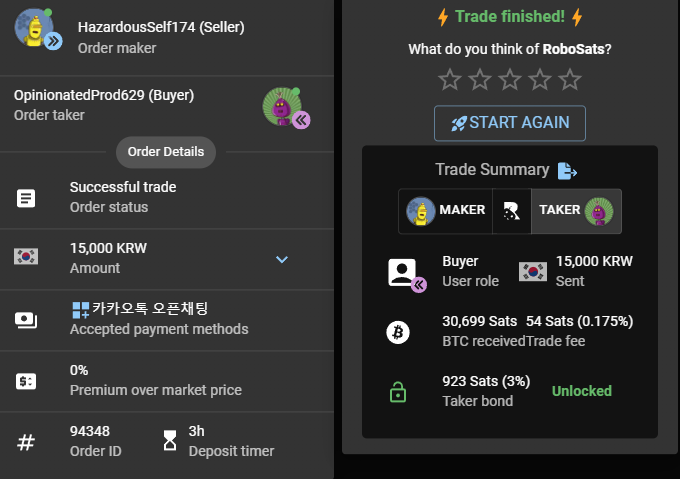 HazardousSelf174 (Seller)
Order maker
OpinionatedProd629 (Buyer)
Order taker
Order Details
Successful trade
Order status
15,000 KRW
Amount
카카오톡 오픈채팅
Accepted payment methods
0%
Premium over market price
94348
Order ID
3h
Deposit timer
Trade finished!
What do you think of RoboSats?
START AGAIN
Trade Summary
MAKER
TAKER
Buyer
User role
15,000 KRW
Sent
30,699 Sats
BTC received
54 Sats (0.175%)
Trade fee
923 Sats (3%)
Taker bond
Unlocked